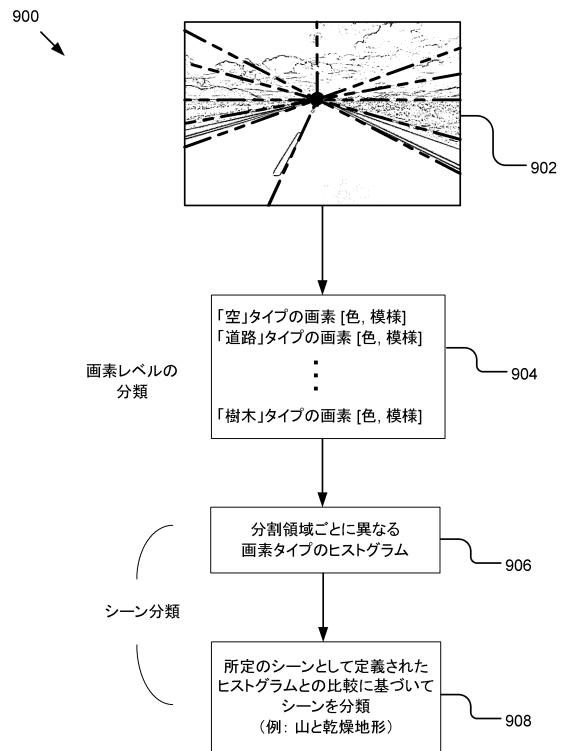 900
902
「空」タイプの画素 [色, 模様]
「道路」タイプの画素 [色, 模様]
「樹木」タイプの画素 [色, 模様]
904
画素レベルの
分類
分割領域ごとに異なる
画素タイプのヒストグラム
906
シーン分類
所定のシーンとして定義された
ヒストグラムとの比較に基づいて
シーンを分類
（例： 山と乾燥地形）
908